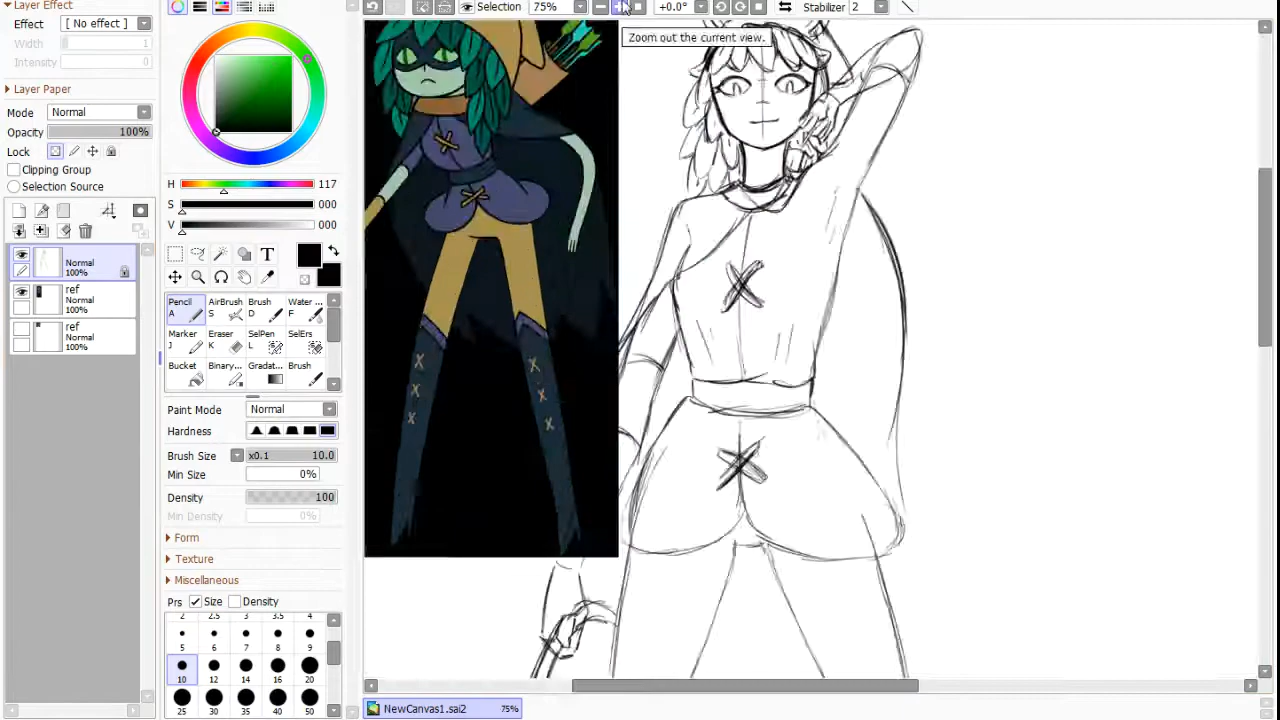 Layer Effect
Effect [ No effect ]
Width 1
Intensity 0
Layer Paper
Mode Normal
Opacity 100%
Lock
Clipping Group
Selection Source
Normal
100%
ref
Normal
100%
ref
Normal
100%
H 117
S 000
V 000
T
Pencil AirBrush Brush Water ...
A S D F
Marker Eraser SelPen SelErs
J K L
Bucket Binary... Gradat... Brush
Paint Mode Normal
Hardness
Brush Size x0.1 10.0
Min Size 0%
Density 100
Min Density 0%
Form
Texture
Miscellaneous
Prs Size Density
2 2.5 3 3.5 4
5 6 7 8 9
10 12 14 16 20
25 30 35 40 50
Selection 75% +0.0° Stabilizer 2
Zoom out the current view.
NewCanvas1.sai2 75%